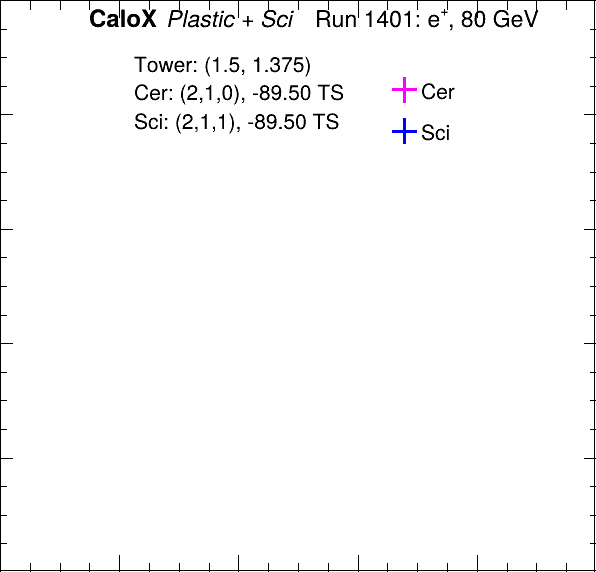 CaloX Plastic + Sci Run 1401: e⁺, 80 GeV
Tower: (1.5, 1.375)
Cer: (2,1,0), -89.50 TS
Sci: (2,1,1), -89.50 TS
Cer
Sci